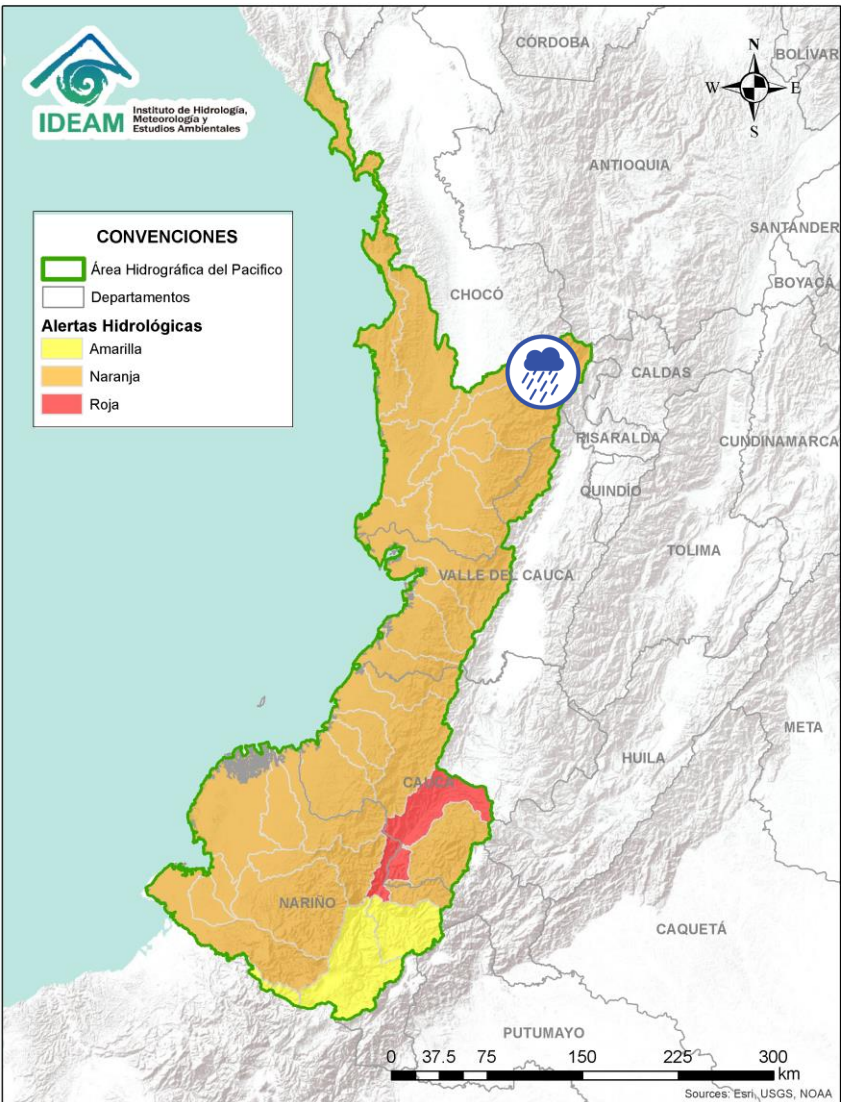 IDEAM
Instituto de Hidrología,
Meteorología y
Estudios Ambientales
CÓRDOBA
BOLIVAR
N
W
E
S
ANTIOQUIA
SANTANDER
CONVENCIONES
Área Hidrográfica del Pacifico
Departamentos
Alertas Hidrológicas
Amarilla
Naranja
Roja
BOYACÁ
CHOCÓ
CALDAS
RISARALDA
CUNDINAMARCA
QUINDÍO
TOLIMA
VALLE DEL CAUCA
META
HUILA
CAUCA
NARIÑO
CAQUETÁ
PUTUMAYO
0 37.5 75 150 225 300
km
Sources: Esri, USGS, NOAA